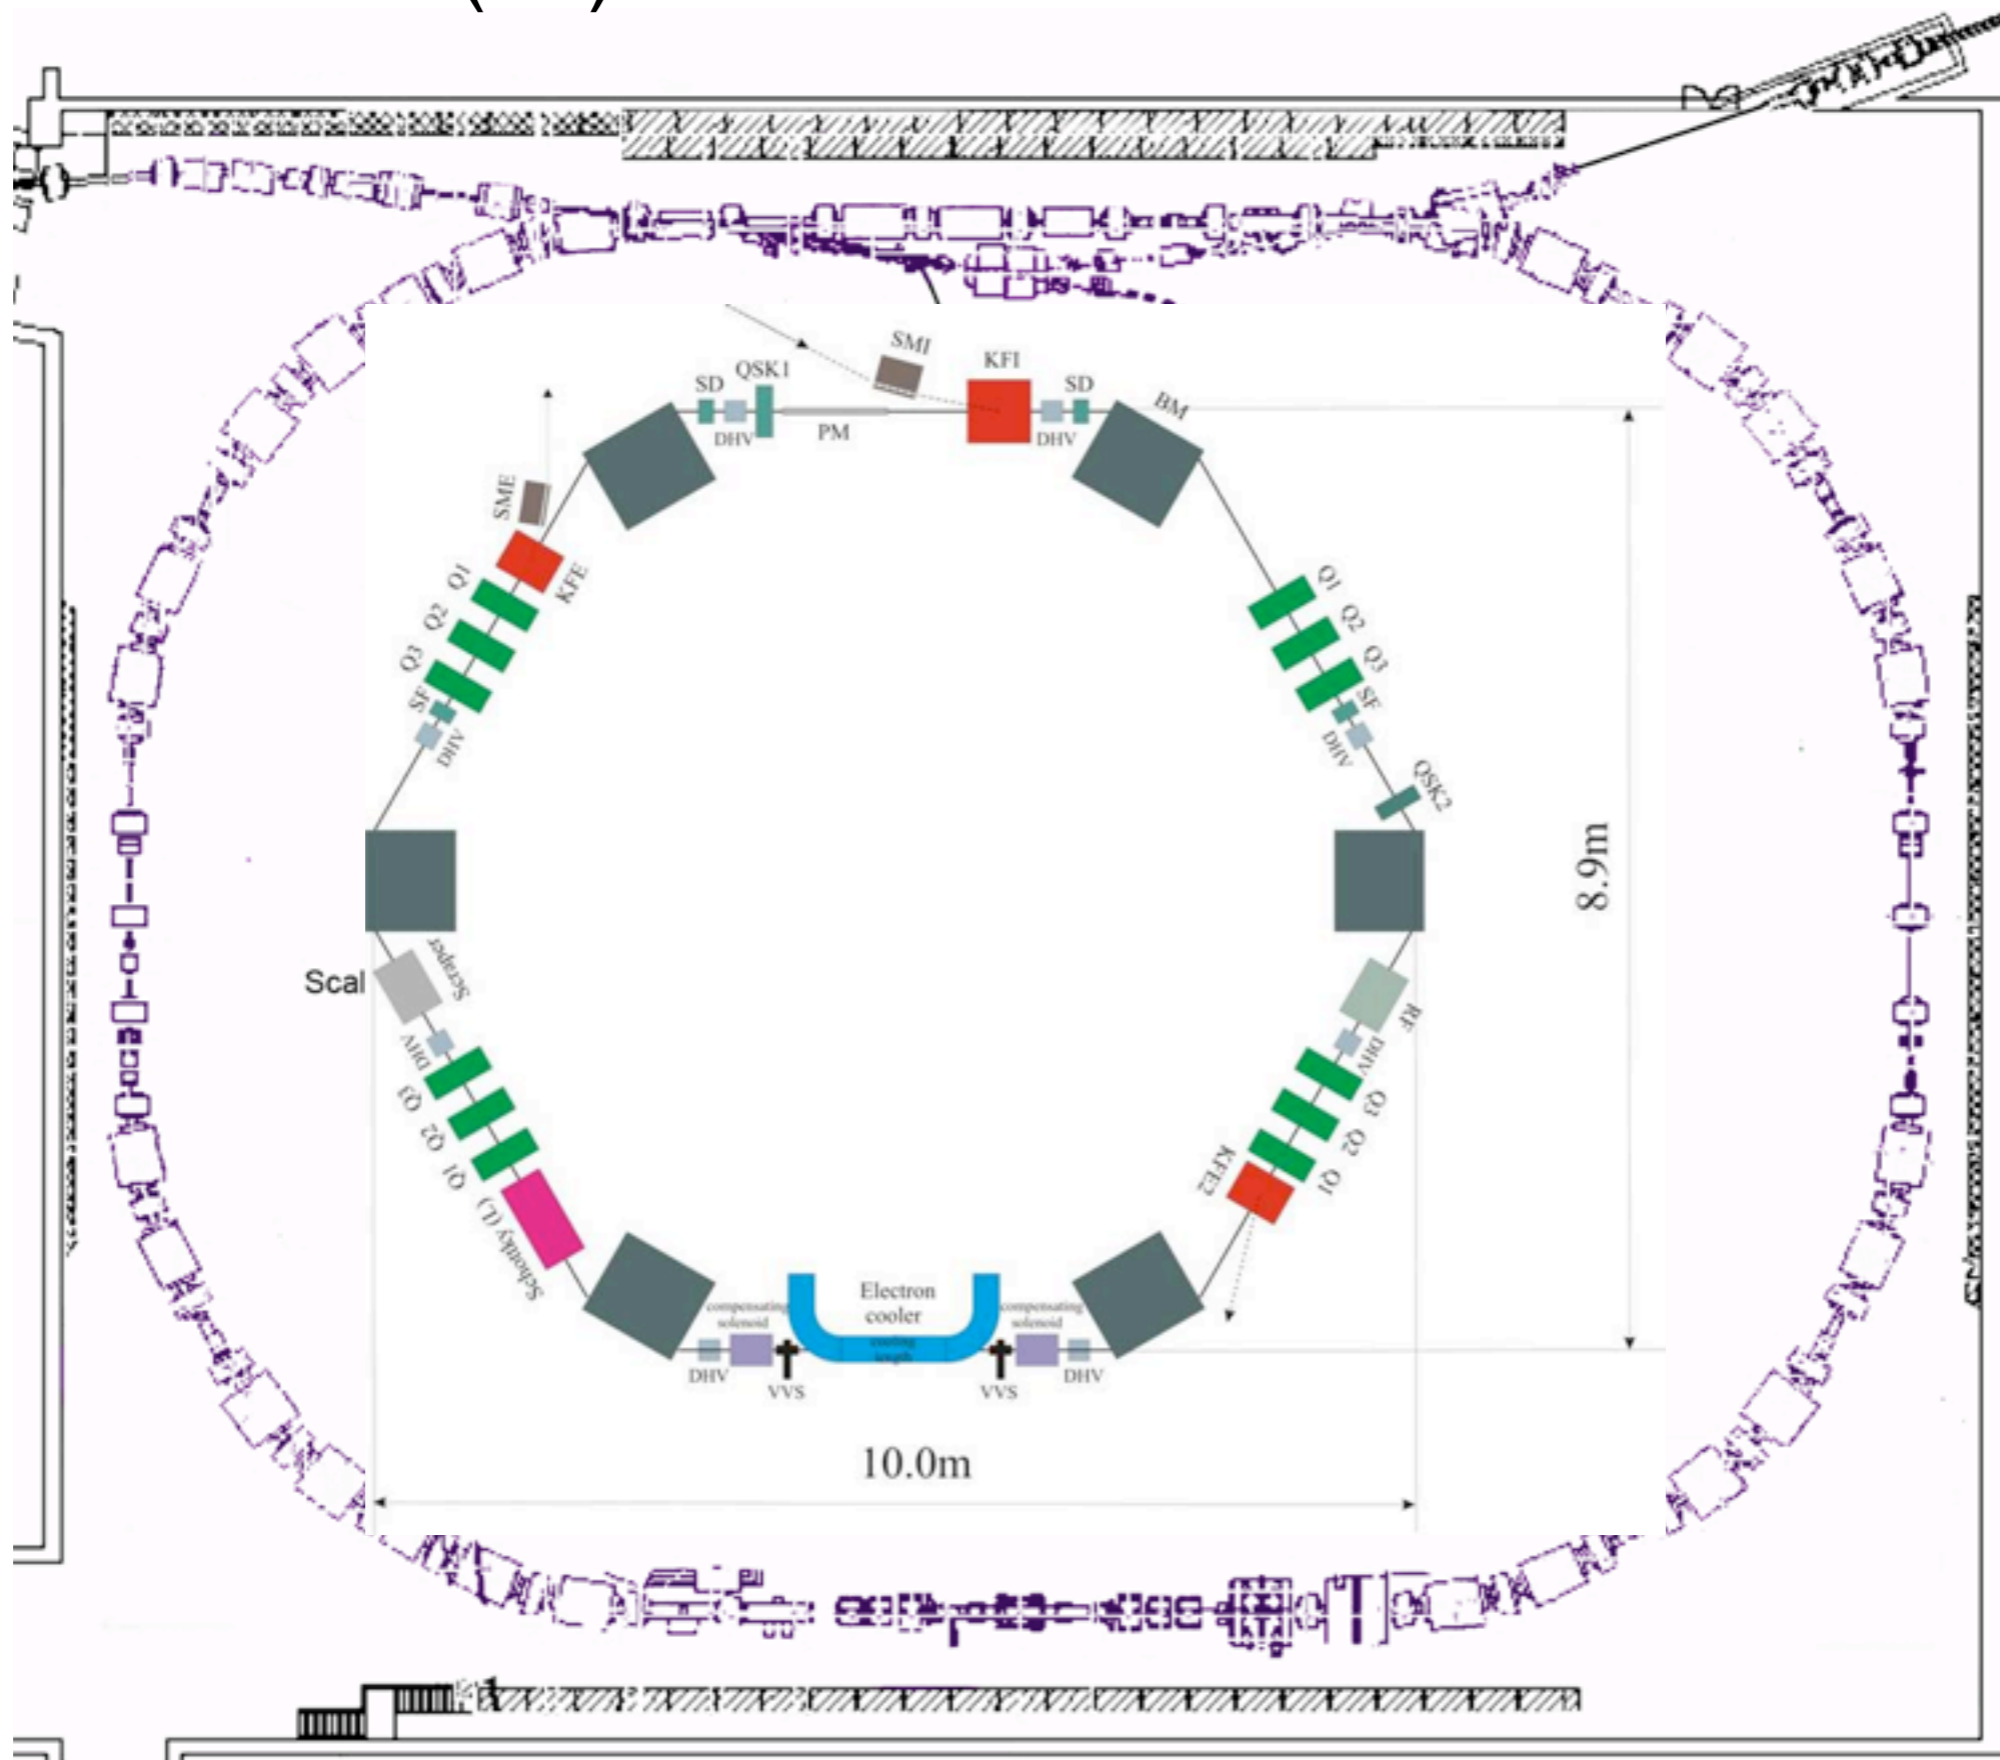 SMI
KFI
SD
QSK1
SD
BM
DHV
PM
DHV
SME
KFE
Q1
Q2
Q3
SF
DHV
Q1
Q2
Q3
SF
DHV
QSK2
8.9m
Scal
Scraper
DHV
Q3
Q2
Q1
Schottky (L)
RF
DHV
Q3
Q2
Q1
KFE2
Electron
cooler
cooling
length
compensating
solenoid
compensating
solenoid
DHV
VVS
VVS
DHV
10.0m